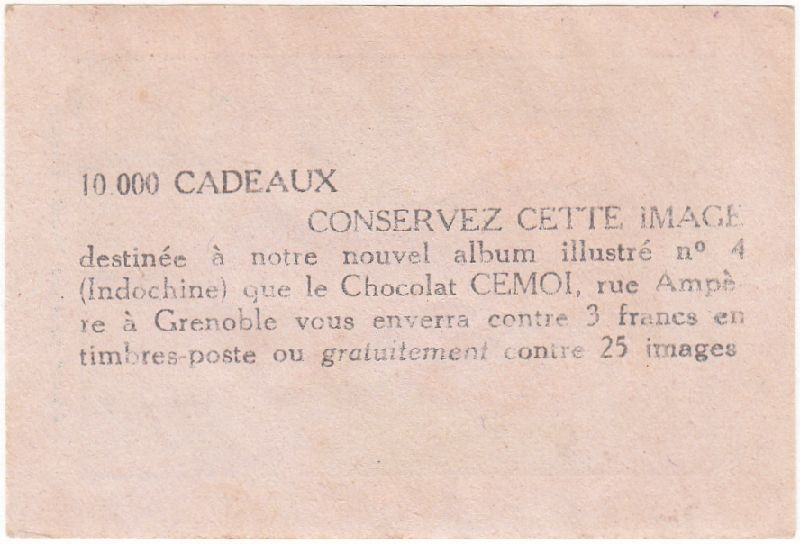 10 000 CADEAUX
CONSERVEZ CETTE IMAGE
destinée à notre nouvel album illustré nº 4
(Indochine) que le Chocolat CEMOI, rue Ampè
re à Grenoble vous enverra contre 3 francs en
timbres-poste ou gratuitement contre 25 images